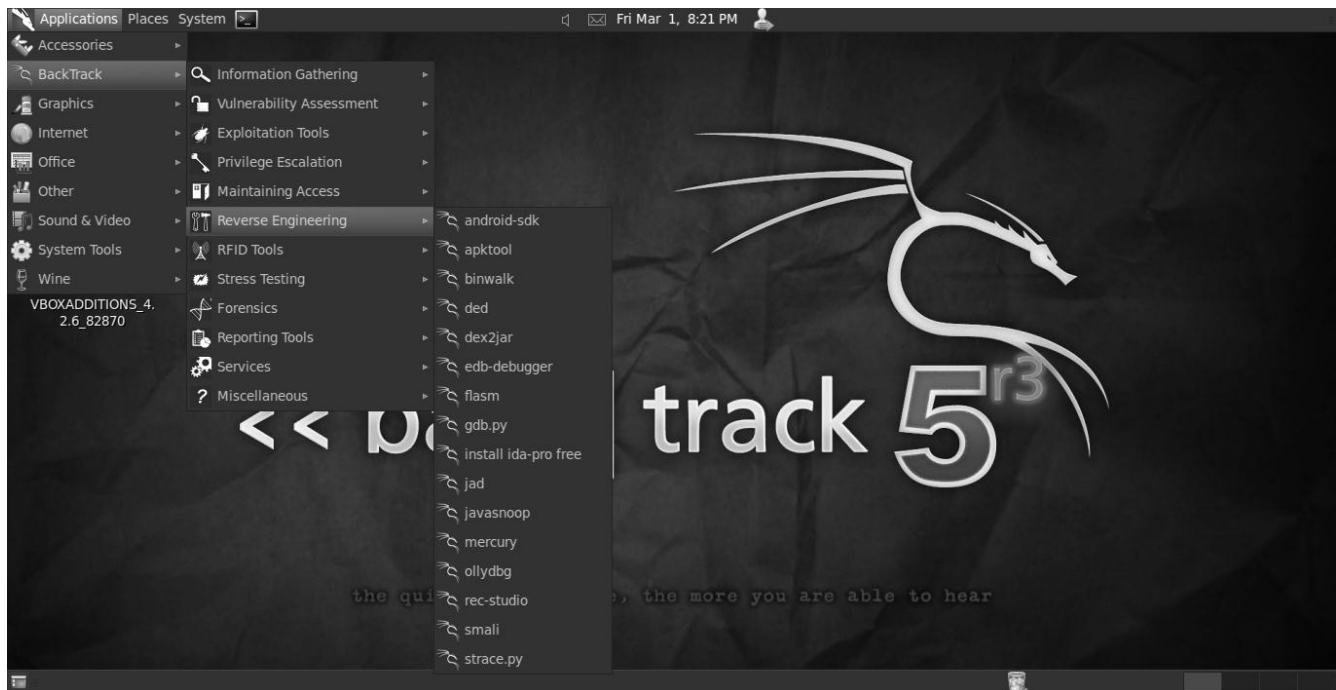 Applications Places System Fri Mar 1, 8:21 PM
Accessories
BackTrack
Graphics
Internet
Office
Other
Sound & Video
System Tools
Wine
VBOXADDITIONS_4.
2.6_82870
Information Gathering
Vulnerability Assessment
Exploitation Tools
Privilege Escalation
Maintaining Access
Reverse Engineering
RFID Tools
Stress Testing
Forensics
Reporting Tools
Services
Miscellaneous
android-sdk
apktool
binwalk
ded
dex2jar
edb-debugger
flasm
gdb.py
install ida-pro free
jad
javasnoop
mercury
ollydbg
rec-studio
smali
strace.py
<< track 5 r3
the , the more you are able to hear